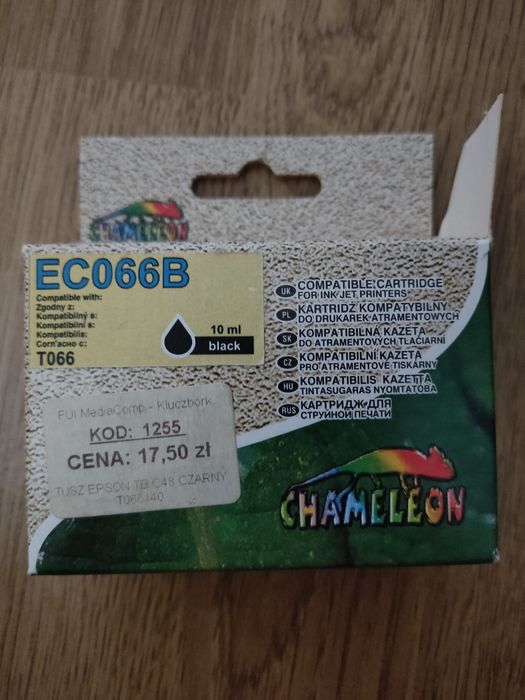 CHAMELEON
EC066B
Compatible with:
Zgodny z:
Kompatibilný s:
Kompatibilní s:
Kompatibilis:
T066
10 ml
black
UK COMPATIBLE CARTRIDGE
FOR INK JET PRINTERS
PL KARTRIDŻ KOMPATYBILNY
DO DRUKAREK ATRAMENTOWYCH
SK KOMPATIBILNÁ KAZETA
DO ATRAMENTOVÝCH TLAČIARNÍ
CZ KOMPATIBILNÍ KAZETA
PRO ATRAMENTOVÉ TISKÁRNY
HU KOMPATIBILIS KAZETTA
TINTASUGARAS NYOMTATÓBA
RUS КАРТРИДЖ ДЛЯ
СТРУЙНОЙ ПЕЧАТИ
FUI MediaComp - Kluczbork
KOD: 1255
CENA: 17,50 zł
TUSZ EPSON TB C48 CZARNY
T066140
CHAMELEON